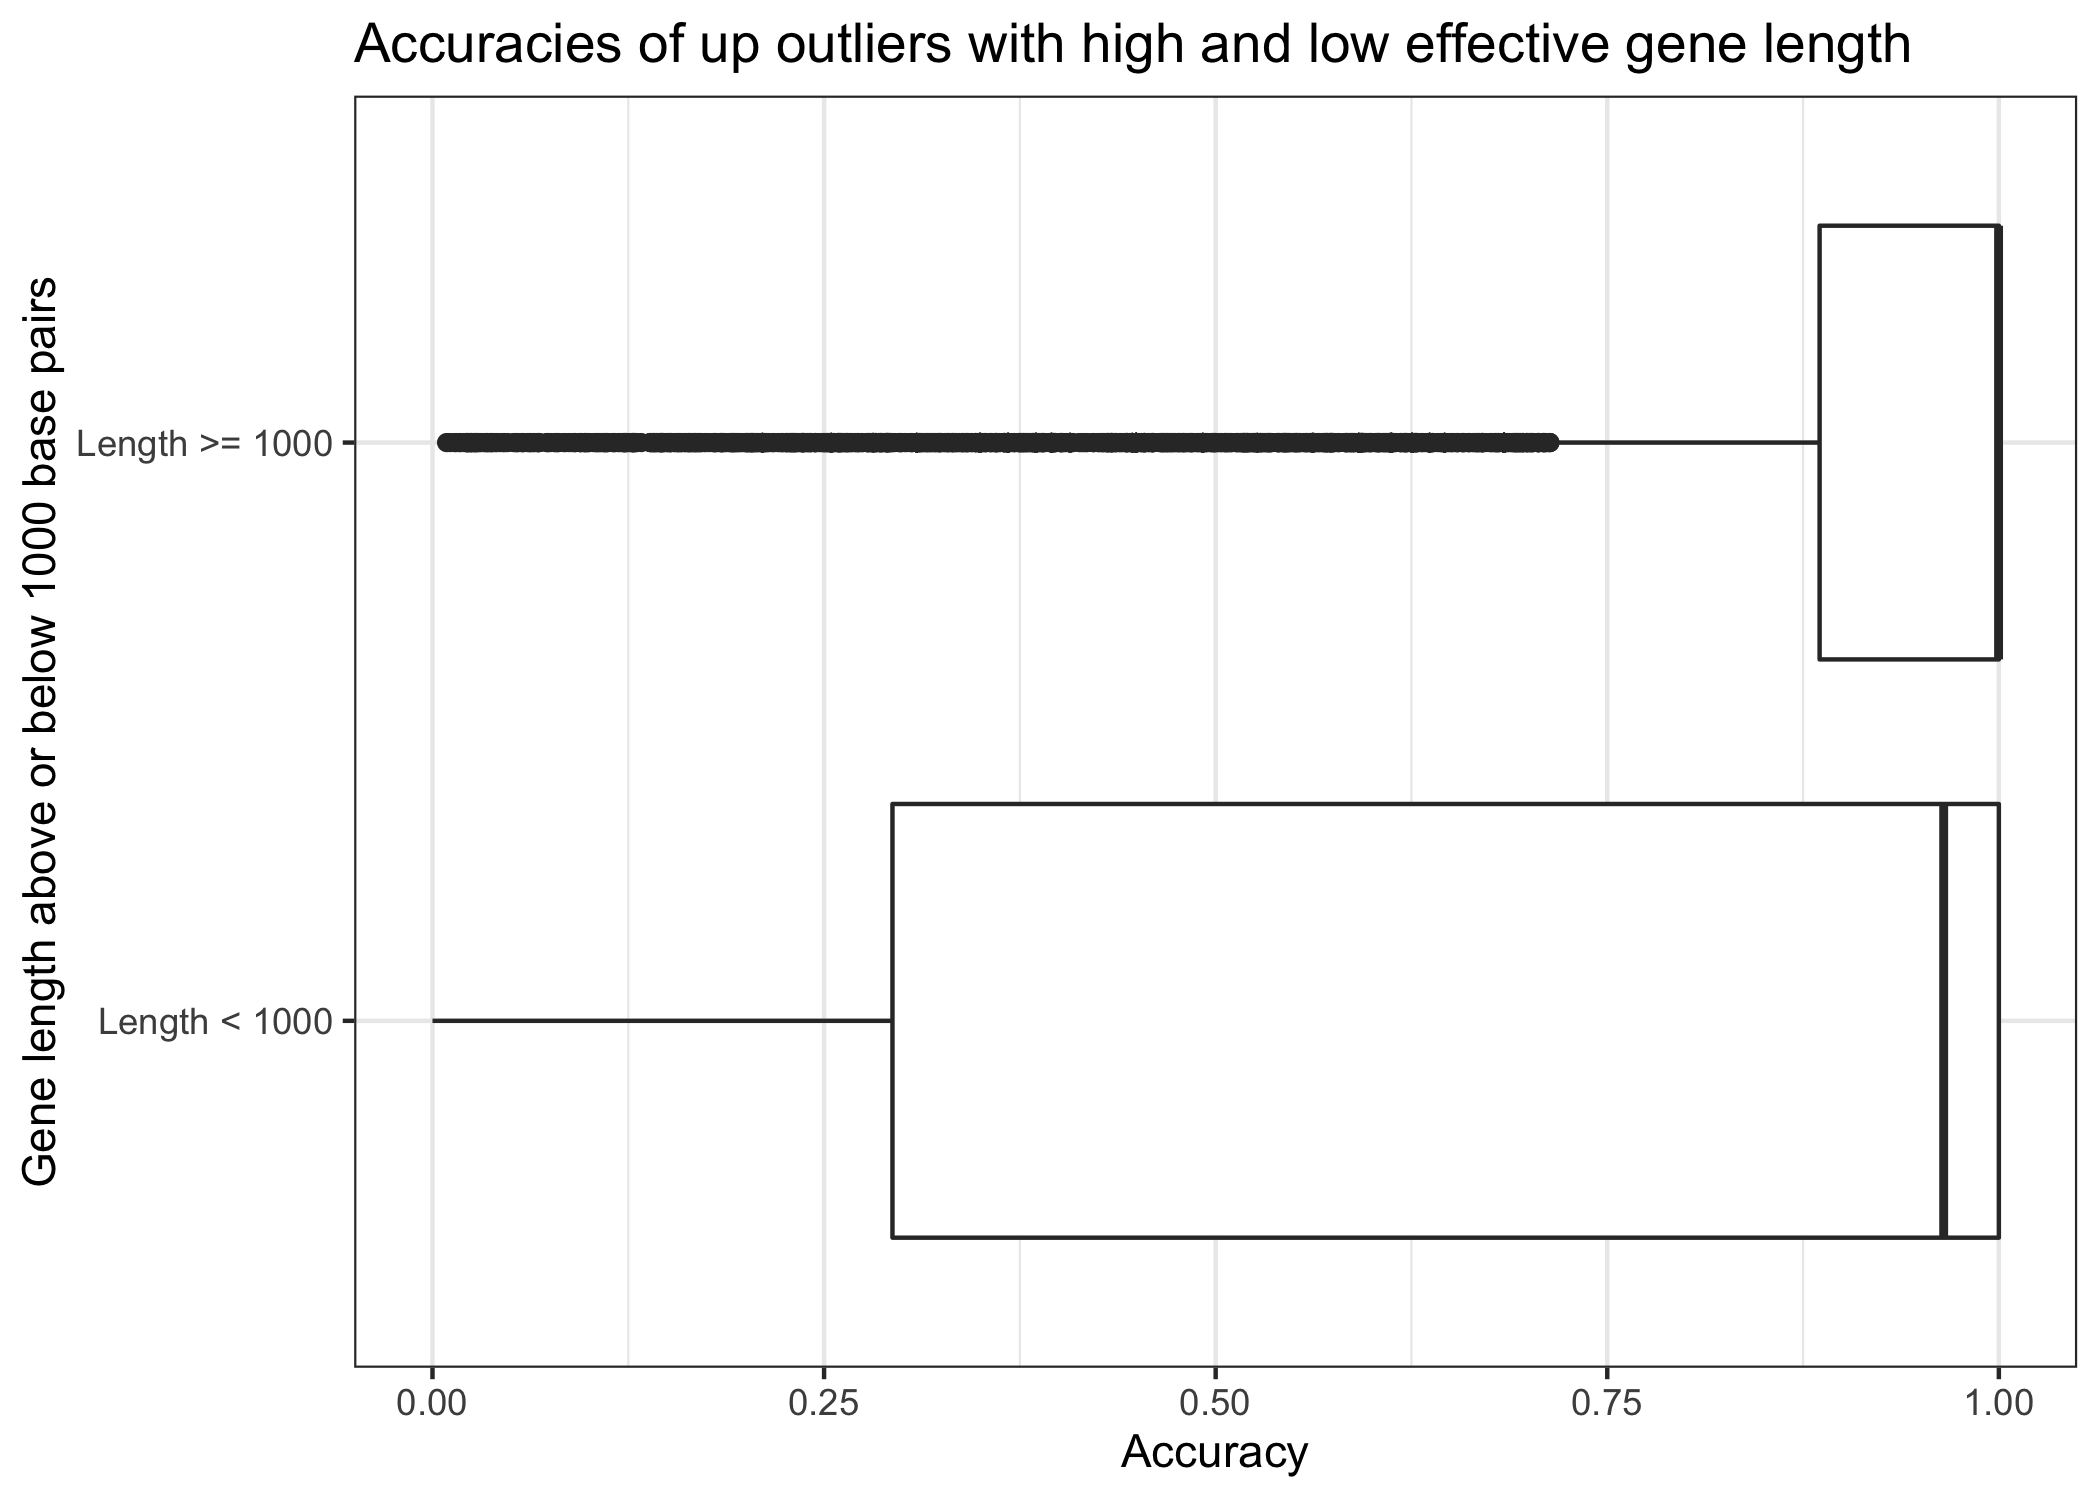 Accuracies of up outliers with high and low effective gene length
Gene length above or below 1000 base pairs
Length >= 1000
Length < 1000
0.00 0.25 0.50 0.75 1.00
Accuracy